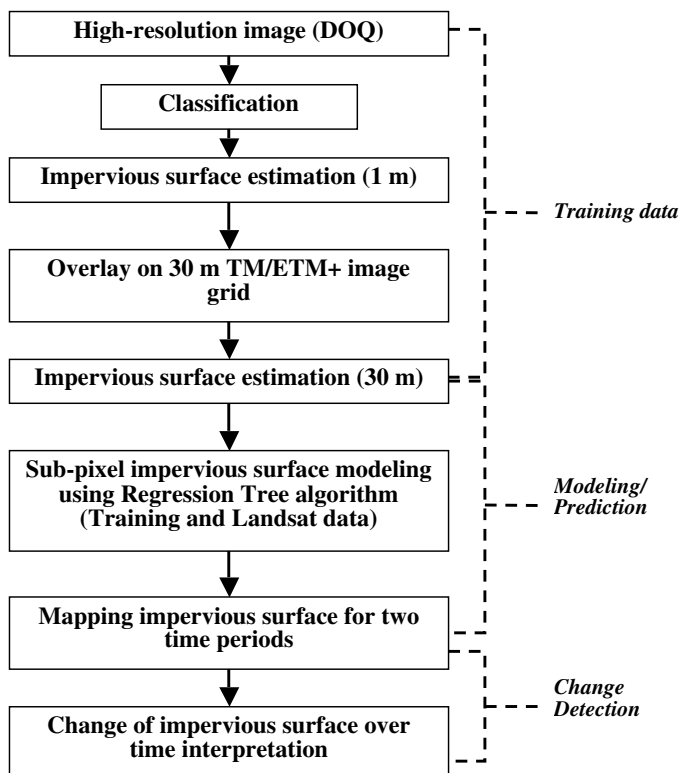 High-resolution image (DOQ)
Classification
Impervious surface estimation (1 m)
Training data
Overlay on 30 m TM/ETM+ image
grid
Impervious surface estimation (30 m)
Sub-pixel impervious surface modeling
using Regression Tree algorithm
(Training and Landsat data)
Modeling/
Prediction
Mapping impervious surface for two
time periods
Change
Detection
Change of impervious surface over
time interpretation